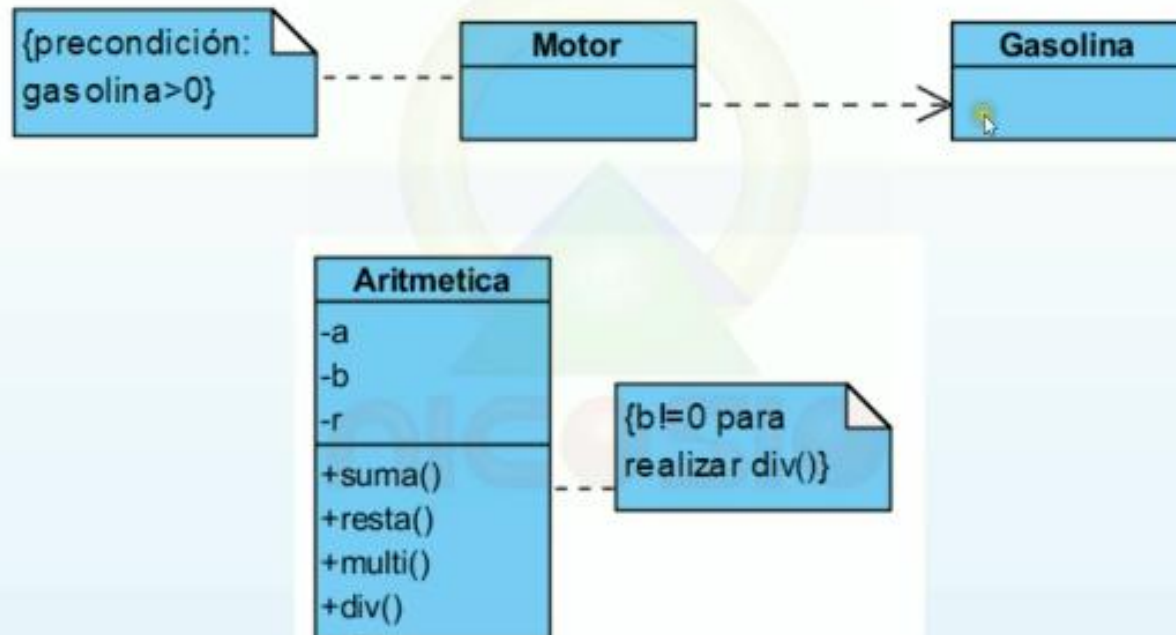 {precondición:
gasolina>0}
Motor
Gasolina
Aritmetica
-a
-b
-r
+suma()
+resta()
+multi()
+div()
{b!=0 para
realizar div()}